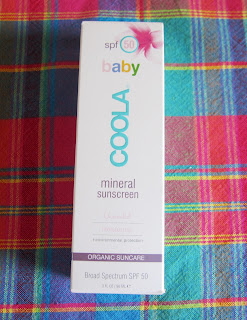 spf 50
baby
COOLA
mineral
sunscreen
ORGANIC SUNCARE
Broad Spectrum SPF 50